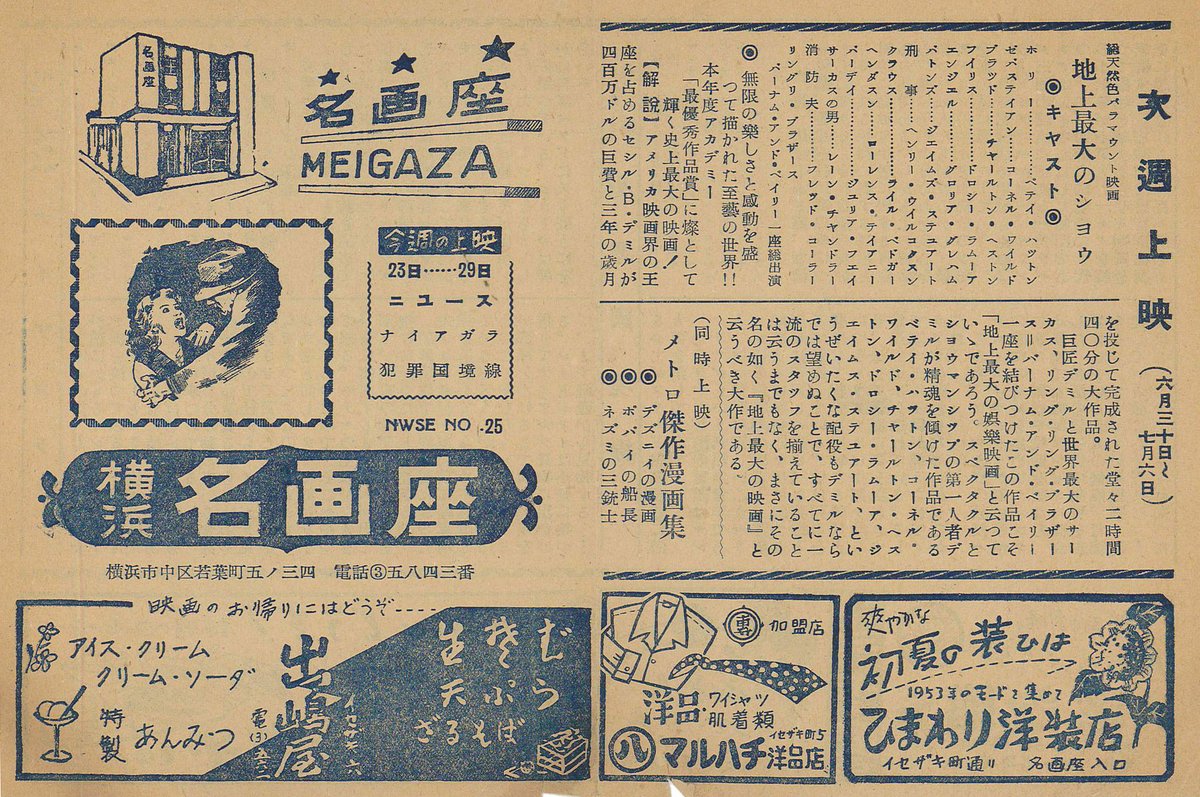 次週上映
(六月三十日〜
七月六日)
総天然色パラマウント映画
地上最大のシヨウ
◉キャスト◉
ホリー………ベテイ・ハツトン
ゼバステイアン…コーネル・ワイルド
ブラツド……チャールトン・ヘストン
フイリス………ドロシー・ラムーア
エンジエル……グロリア・グレハム
バトンズ……ジエイムズ・ステユアート
刑事……ヘンリー・ウイルコクスン
クラウス………ライル・ベドガー
ヘンダスン……ローレンス・テイアニー
バーデイ………ジユリア・フエイ
サーカスの男…レーン・チャンドラー
消防夫………フレツド・コーラー
リングリ・ブラザース
バーナム・アンド・ベイリー一座総出演
◉無限の樂しさと感動を盛
つて描かれた至藝の世界!!
本年度アカデミー
「最優秀作品賞」に燦として
輝く史上最大の映画!
【解説】アメリカ映画界の王
座を占めるセシル・B・デミルが
四百万ドルの巨費と三年の歳月
を投じて完成された堂々二時間
四〇分の大作品。
巨匠デミルと世界最大のサー
カス、リング・リング・ブラザー
ス=バーナム・アンド・ベイリー
一座を結びつけたこの作品こそ
「地上最大の娯樂映画」と云つて
いゝであろう。スペクタクルと
シヨウマンシツプの第一人者デ
ミルが精魂を傾けた作品である
ベテイ・ハツトン、コーネル・
ワイルド、チャールトン・ヘス
トン、ドロシー・ラムーア、ジ
エイムス・ステユアート、とい
うぜいたくな配役もデミルなら
では望めぬことで、すべてに一
流のスタツフを揃えていること
は云うまでもなく、まさにその
名の如く『地上最大の映画』と
云うべき大作である。
(同時上映)
メトロ傑作漫画集
◉デズニイの漫画
◉ポパイの船長
◉ネズミの三銃士
名画座
名画座
MEIGAZA
今週の上映
23日……29日
ニユース
ナイアガラ
犯罪国境線
NWSE NO .25
横浜
名画座
横浜市中区若葉町五ノ三四 電話③五八四三番
映画のお帰りにはどうぞ----
アイス・クリーム
クリーム・ソーダ
特製
あんみつ
出嶋屋
イセザキ六
むらさき
天ぷら
生そば
ざるそば
専
加盟店
洋品・ワイシャツ
肌着類
イセザキ町5
八 マルハチ洋品店
爽やかな
初夏の装ひは
1953年のモードを集めて
ひまわり洋装店
イセザキ町通り 名画座入口